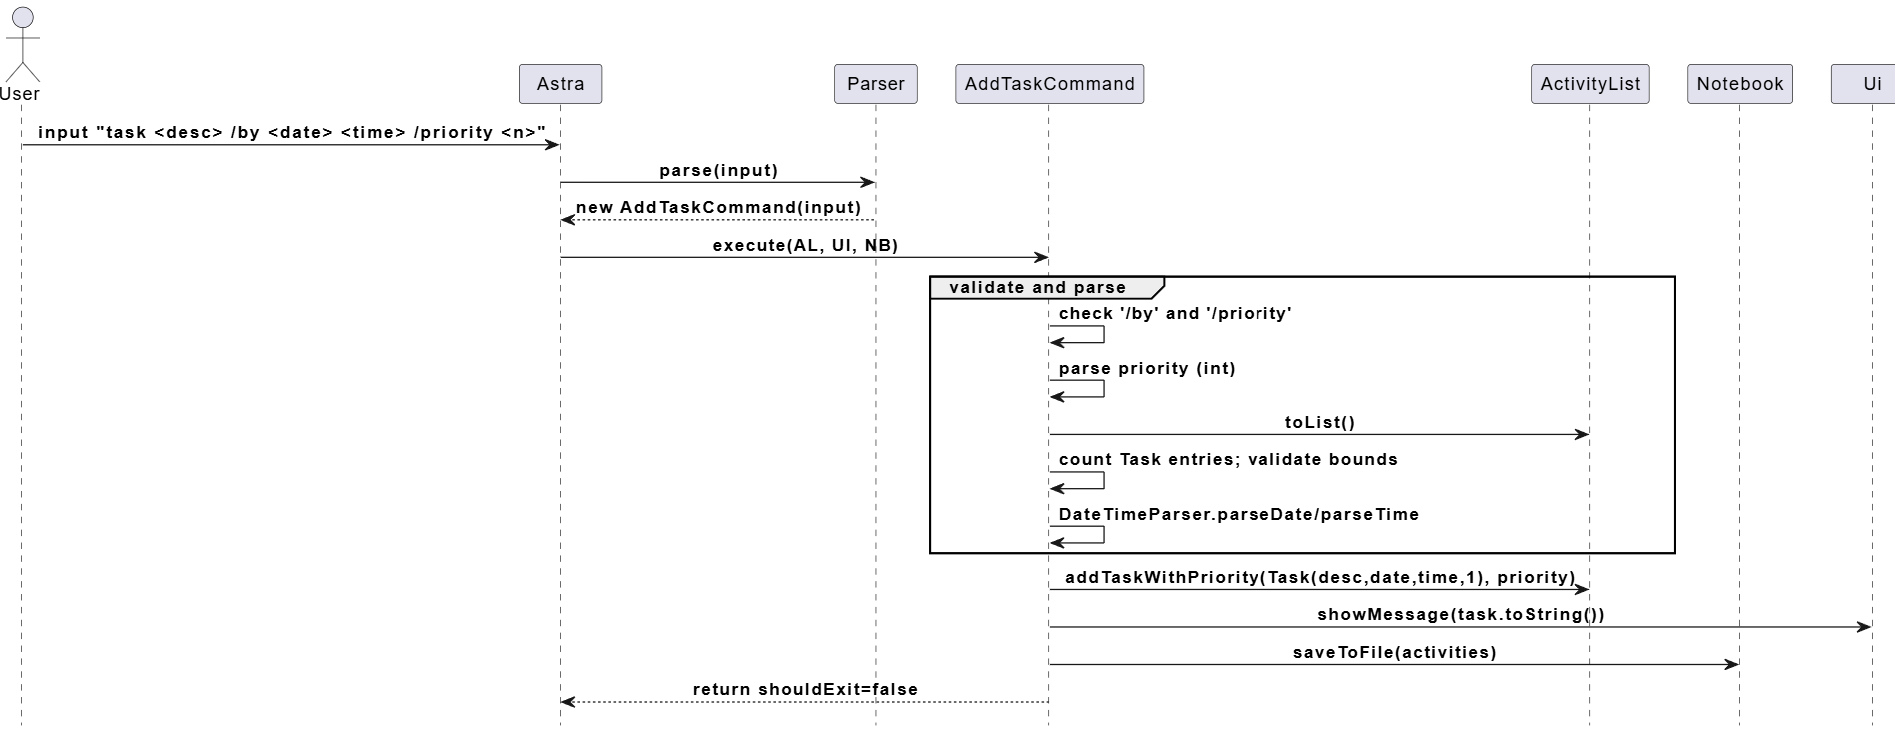 User
Astra
Parser
AddTaskCommand
ActivityList
Notebook
Ui
input "task <desc> /by <date> <time> /priority <n>"
parse(input)
new AddTaskCommand(input)
execute(AL, UI, NB)
validate and parse
check '/by' and '/priority'
parse priority (int)
toList()
count Task entries; validate bounds
DateTimeParser.parseDate/parseTime
addTaskWithPriority(Task(desc,date,time,1), priority)
showMessage(task.toString())
saveToFile(activities)
return shouldExit=false